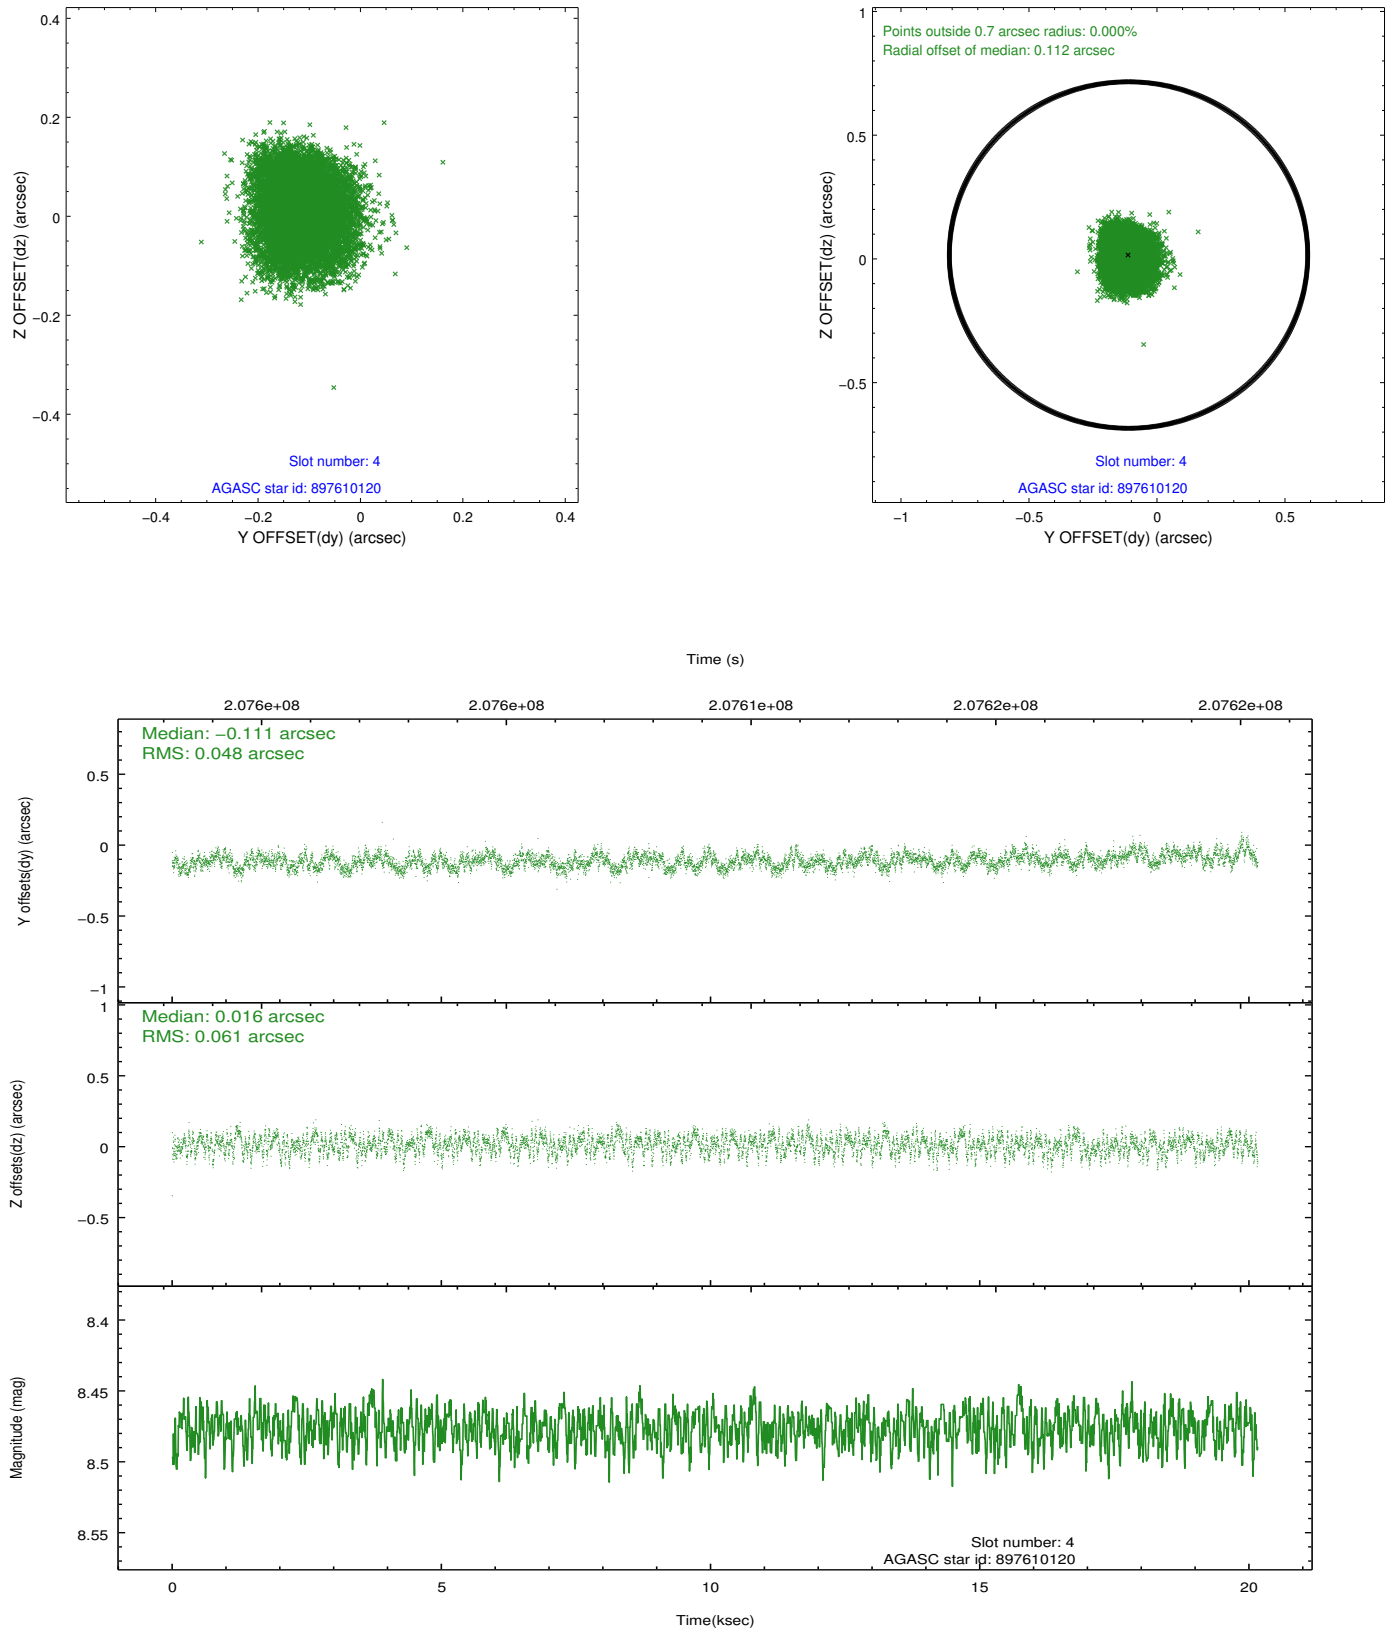 0.4
0.2
0
−0.2
−0.4
Z OFFSET(dz) (arcsec)
Slot number: 4
AGASC star id: 897610120
−0.4
−0.2
0
0.2
0.4
Y OFFSET(dy) (arcsec)
1
0.5
0
−0.5
Z OFFSET(dz) (arcsec)
Points outside 0.7 arcsec radius: 0.000%
Radial offset of median: 0.112 arcsec
Slot number: 4
AGASC star id: 897610120
−1
−0.5
0
0.5
Y OFFSET(dy) (arcsec)
Time (s)
2.076e+08
2.076e+08
2.0761e+08
2.0762e+08
2.0762e+08
Median: −0.111 arcsec
RMS: 0.048 arcsec
0.5
0
−0.5
−1
Y offsets(dy) (arcsec)
Median: 0.016 arcsec
RMS: 0.061 arcsec
1
0.5
0
−0.5
Z offsets(dz) (arcsec)
8.4
8.45
8.5
8.55
Magnitude (mag)
Slot number: 4
AGASC star id: 897610120
0
5
10
15
20
Time(ksec)